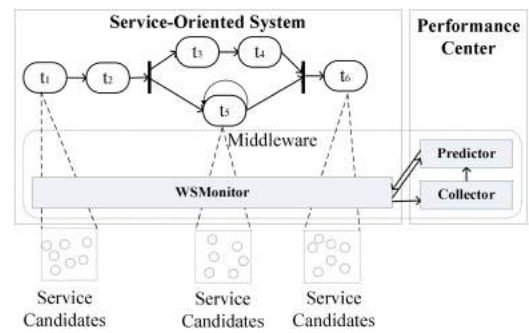 Service-Oriented System
Performance
Center
t3
t4
t1
t2
t6
t5
Middleware
Predictor
WSMonitor
Collector
Service
Candidates
Service
Candidates
Service
Candidates